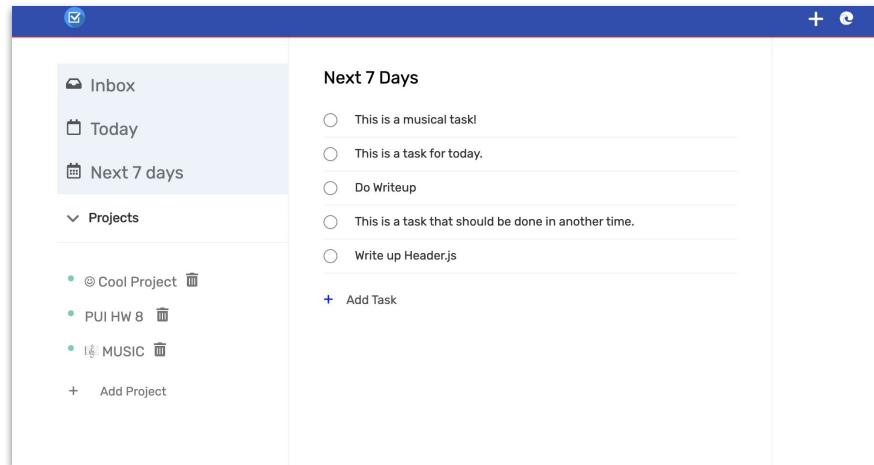 Inbox
Today
Next 7 days
Projects
☺ Cool Project
PUI HW 8
🎼 MUSIC
+ Add Project
Next 7 Days
This is a musical task!
This is a task for today.
Do Writeup
This is a task that should be done in another time.
Write up Header.js
+ Add Task